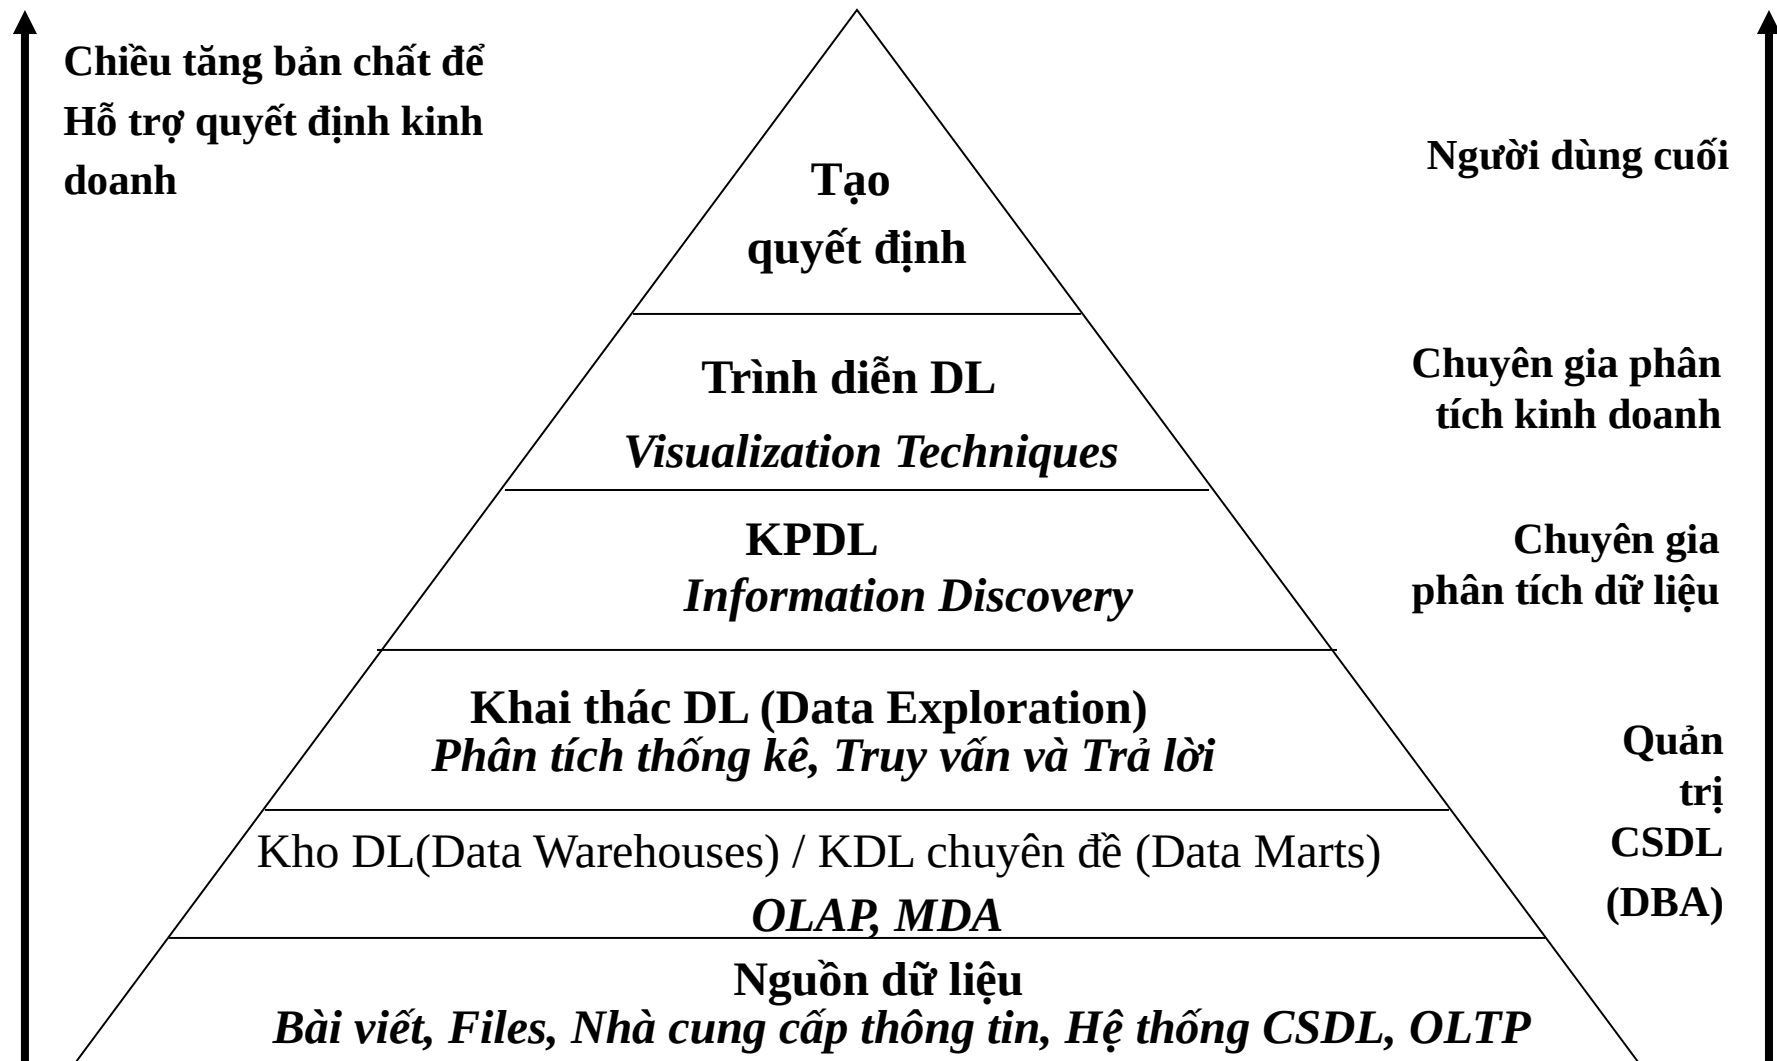 Chiều tăng bản chất để
Hỗ trợ quyết định kinh
doanh
Người dùng cuối
Tạo
quyết định
Trình diễn DL
Visualization Techniques
Chuyên gia phân
tích kinh doanh
KPDL
Information Discovery
Chuyên gia
phân tích dữ liệu
Khai thác DL (Data Exploration)
Phân tích thống kê, Truy vấn và Trả lời
Quản
trị
CSDL
(DBA)
Kho DL(Data Warehouses) / KDL chuyên đề (Data Marts)
OLAP, MDA
Nguồn dữ liệu
Bài viết, Files, Nhà cung cấp thông tin, Hệ thống CSDL, OLTP